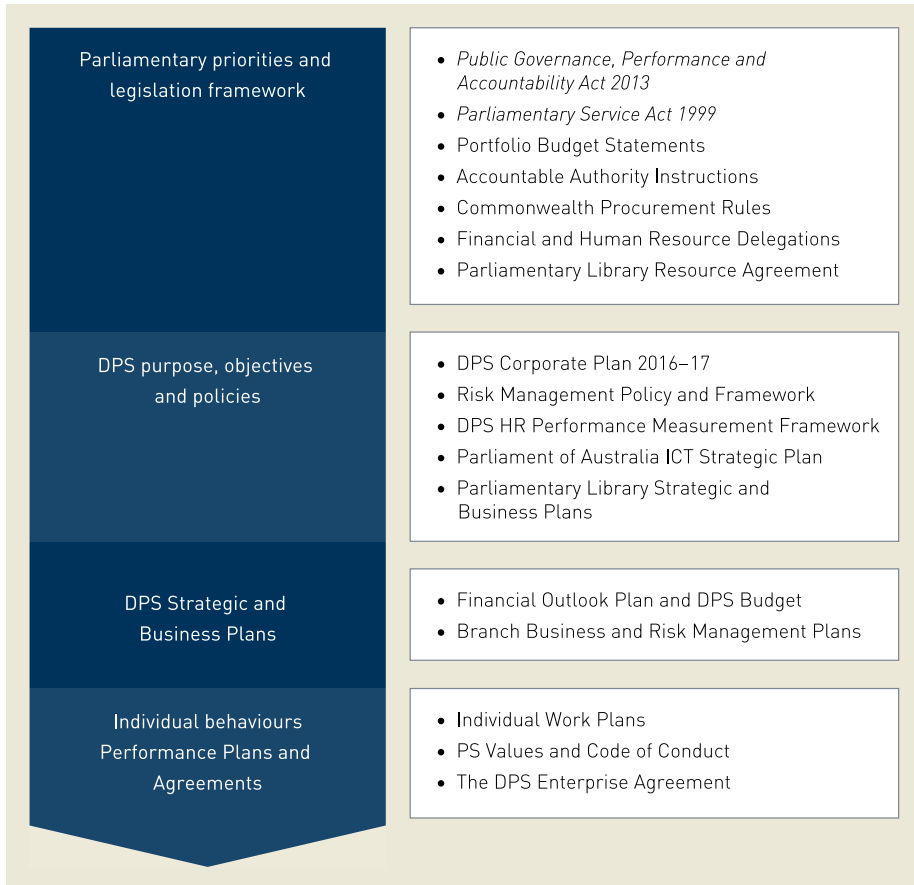 Parliamentary priorities and
legislation framework
• Public Governance, Performance and
Accountability Act 2013
• Parliamentary Service Act 1999
• Portfolio Budget Statements
• Accountable Authority Instructions
• Commonwealth Procurement Rules
• Financial and Human Resource Delegations
• Parliamentary Library Resource Agreement
DPS purpose, objectives
and policies
• DPS Corporate Plan 2016–17
• Risk Management Policy and Framework
• DPS HR Performance Measurement Framework
• Parliament of Australia ICT Strategic Plan
• Parliamentary Library Strategic and
Business Plans
DPS Strategic and
Business Plans
• Financial Outlook Plan and DPS Budget
• Branch Business and Risk Management Plans
Individual behaviours
Performance Plans and
Agreements
• Individual Work Plans
• PS Values and Code of Conduct
• The DPS Enterprise Agreement